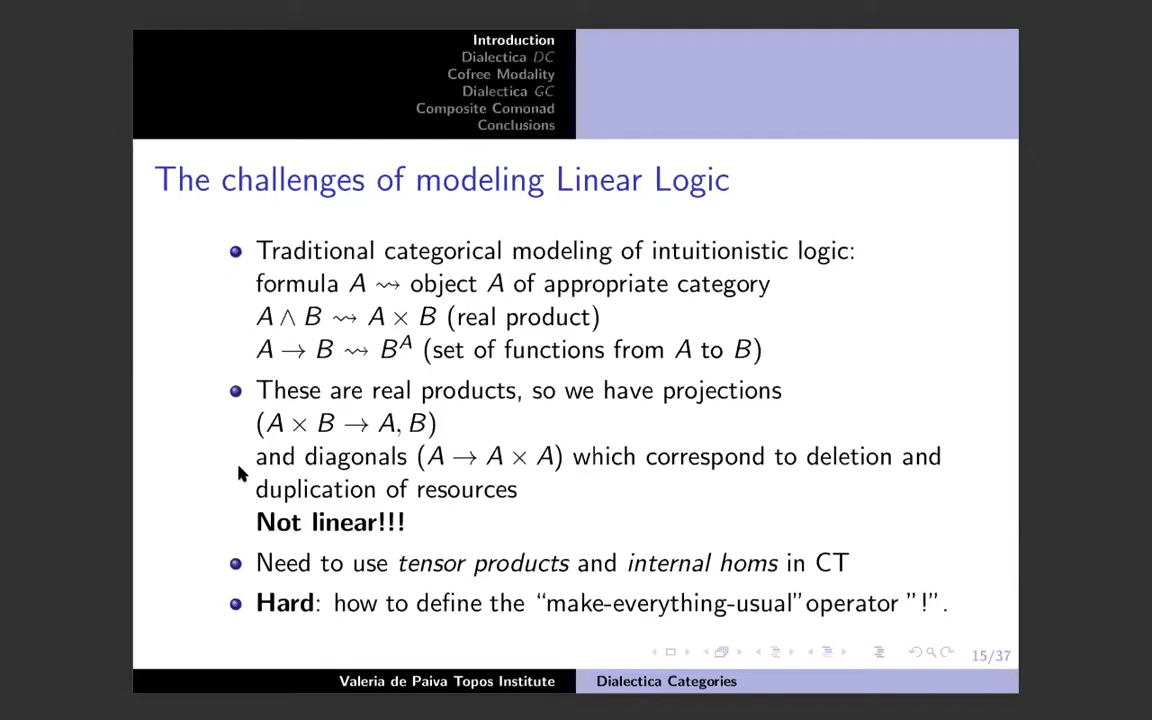 Introduction
Dialectica DC
Cofree Modality
Dialectica GC
Composite Comonad
Conclusions
The challenges of modeling Linear Logic
Traditional categorical modeling of intuitionistic logic:
formula A ⇝ object A of appropriate category
A ∧ B ⇝ A × B (real product)
A → B ⇝ B^A (set of functions from A to B)
These are real products, so we have projections
(A × B → A, B)
and diagonals (A → A × A) which correspond to deletion and
duplication of resources
Not linear!!!
Need to use tensor products and internal homs in CT
Hard: how to define the “make-everything-usual”operator ”!”.
15/37
Valeria de Paiva Topos Institute Dialectica Categories